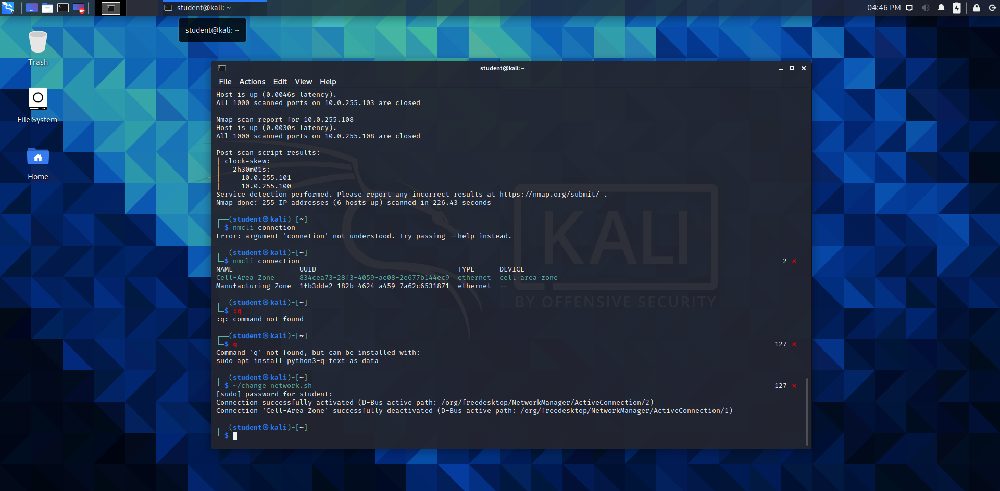 student@kali: ~
04:46 PM
student@kali: ~
Trash
File System
Home
student@kali: ~
File Actions Edit View Help
Host is up (0.0046s latency).
All 1000 scanned ports on 10.0.255.103 are closed
Nmap scan report for 10.0.255.108
Host is up (0.0030s latency).
All 1000 scanned ports on 10.0.255.108 are closed
Post-scan script results:
| clock-skew:
|   2h30m01s:
|     10.0.255.101
|_    10.0.255.100
Service detection performed. Please report any incorrect results at https://nmap.org/submit/ .
Nmap done: 255 IP addresses (6 hosts up) scanned in 226.43 seconds
┌──(student㉿kali)-[~]
└─$ nmcli connetion
Error: argument 'connetion' not understood. Try passing --help instead.
┌──(student㉿kali)-[~]
└─$ nmcli connection 2 ⨯
NAME UUID TYPE DEVICE
Cell-Area Zone 834cea73-28f3-4059-ae08-2e677b144ec9 ethernet cell-area-zone
Manufacturing Zone 1fb3dde2-182b-4624-a459-7a62c6531871 ethernet --
┌──(student㉿kali)-[~]
└─$ :q
:q: command not found
┌──(student㉿kali)-[~]
└─$ q 127 ⨯
Command 'q' not found, but can be installed with:
sudo apt install python3-q-text-as-data
┌──(student㉿kali)-[~]
└─$ ~/change_network.sh 127 ⨯
[sudo] password for student:
Connection successfully activated (D-Bus active path: /org/freedesktop/NetworkManager/ActiveConnection/2)
Connection 'Cell-Area Zone' successfully deactivated (D-Bus active path: /org/freedesktop/NetworkManager/ActiveConnection/1)
┌──(student㉿kali)-[~]
└─$
KALI
BY OFFENSIVE SECURITY